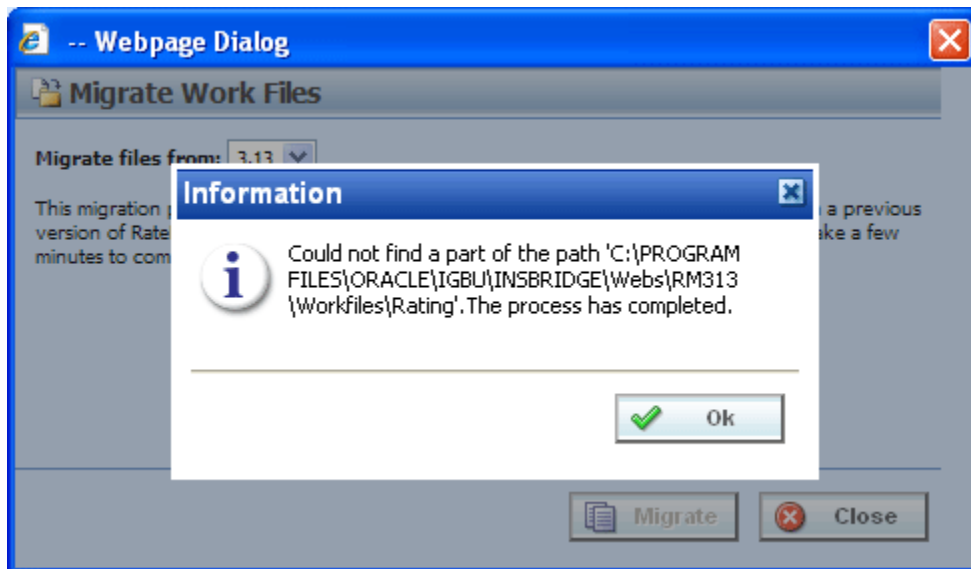 -- Webpage Dialog
Migrate Work Files
Migrate files from: 3.13
Information
This migration
a previous
version of Rate
ake a few
minutes to com
Could not find a part of the path 'C:\PROGRAM
FILES\ORACLE\IGBU\INSBRIDGE\Webs\RM313
\Workfiles\Rating'.The process has completed.
Ok
Migrate
Close